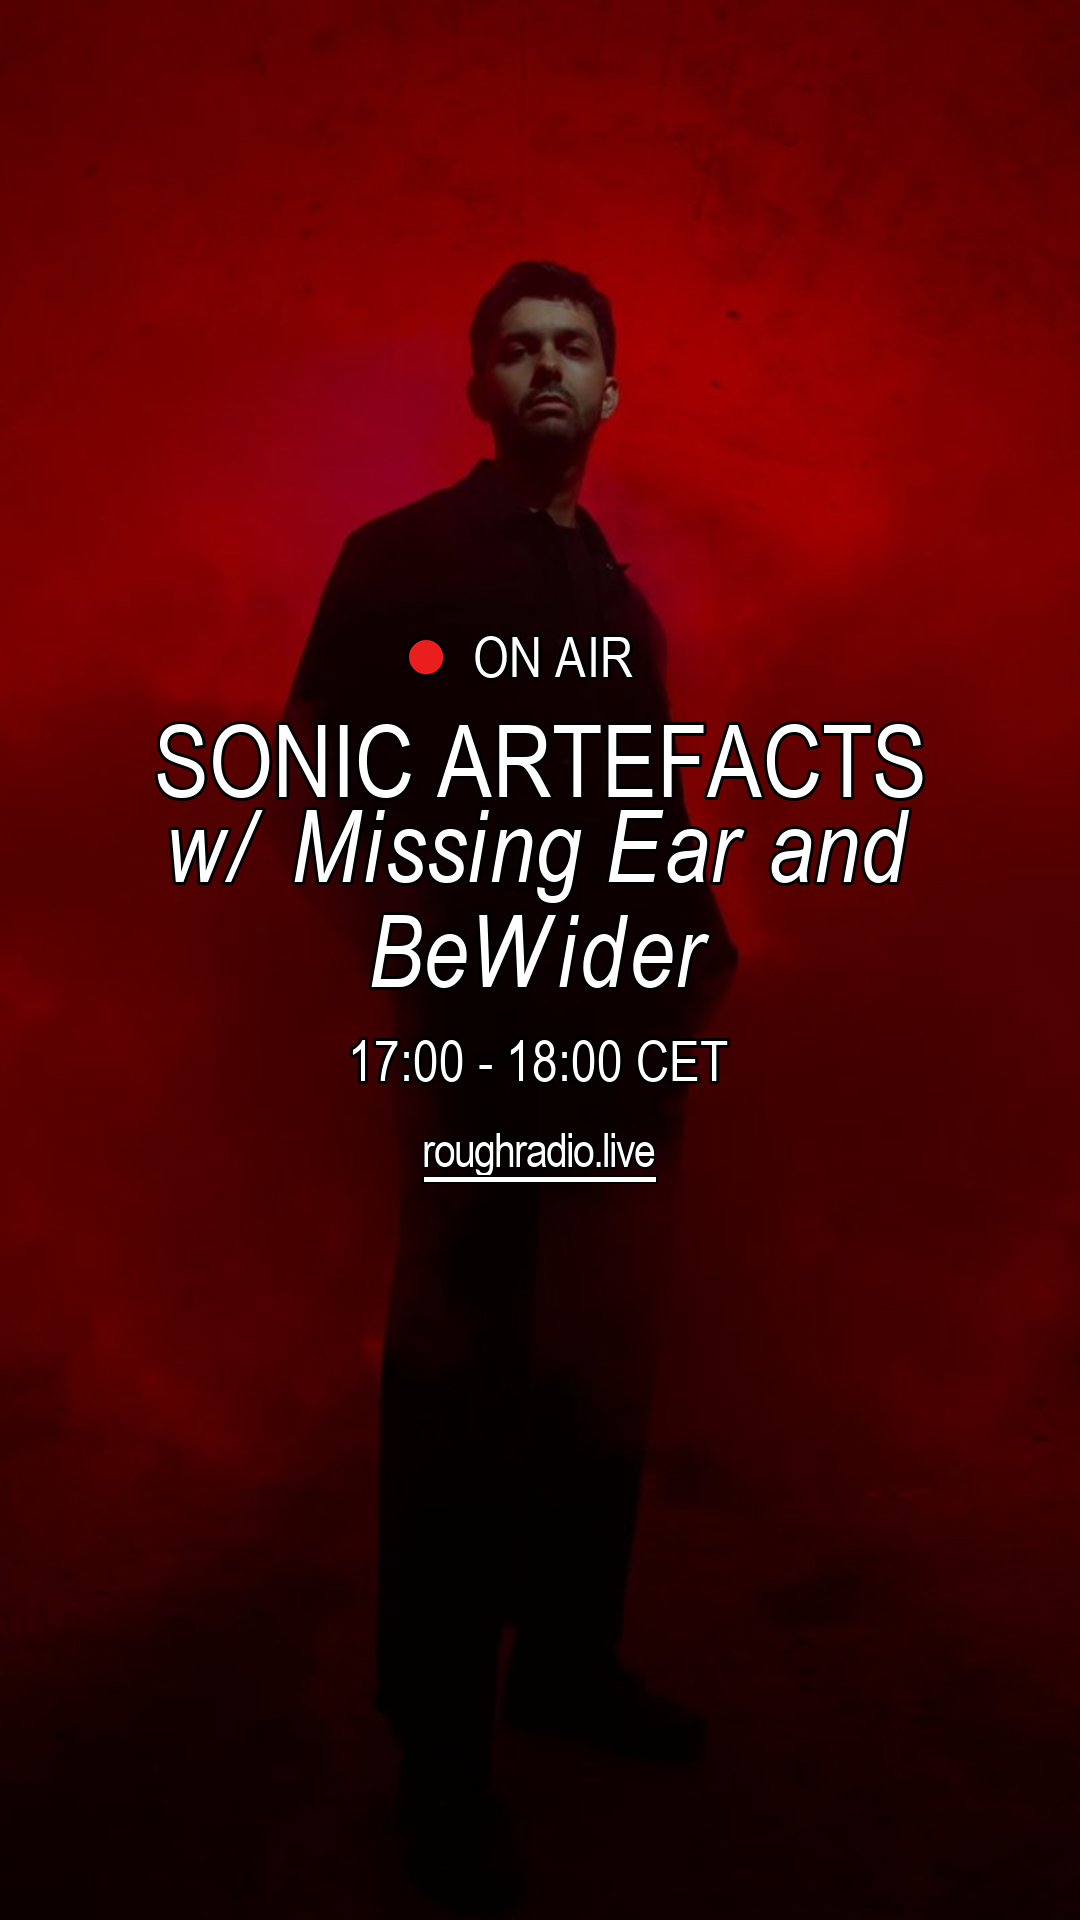 ON AIR
SONIC ARTEFACTS
w/ Missing Ear and
BeWider
17:00 - 18:00 CET
roughradio.live